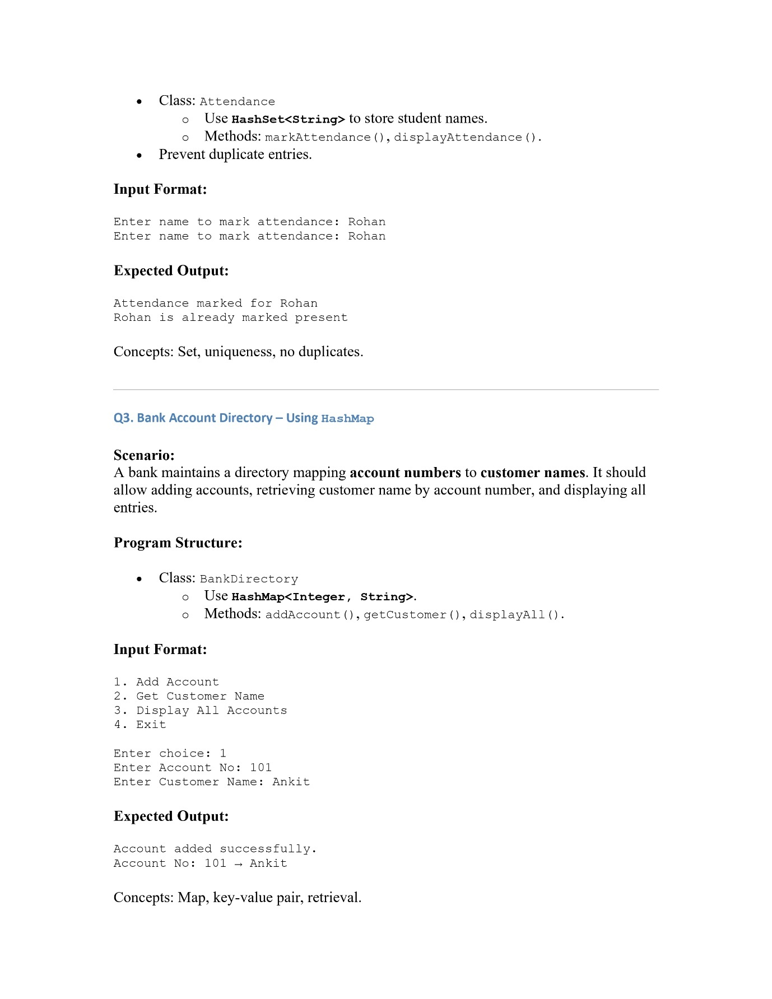 • Class: Attendance
o Use HashSet<String> to store student names.
o Methods: markAttendance(), displayAttendance().
• Prevent duplicate entries.
Input Format:
Enter name to mark attendance: Rohan
Enter name to mark attendance: Rohan
Expected Output:
Attendance marked for Rohan
Rohan is already marked present
Concepts: Set, uniqueness, no duplicates.
Q3. Bank Account Directory – Using HashMap
Scenario:
A bank maintains a directory mapping account numbers to customer names. It should
allow adding accounts, retrieving customer name by account number, and displaying all
entries.
Program Structure:
• Class: BankDirectory
o Use HashMap<Integer, String>.
o Methods: addAccount(), getCustomer(), displayAll().
Input Format:
1. Add Account
2. Get Customer Name
3. Display All Accounts
4. Exit
Enter choice: 1
Enter Account No: 101
Enter Customer Name: Ankit
Expected Output:
Account added successfully.
Account No: 101 → Ankit
Concepts: Map, key-value pair, retrieval.